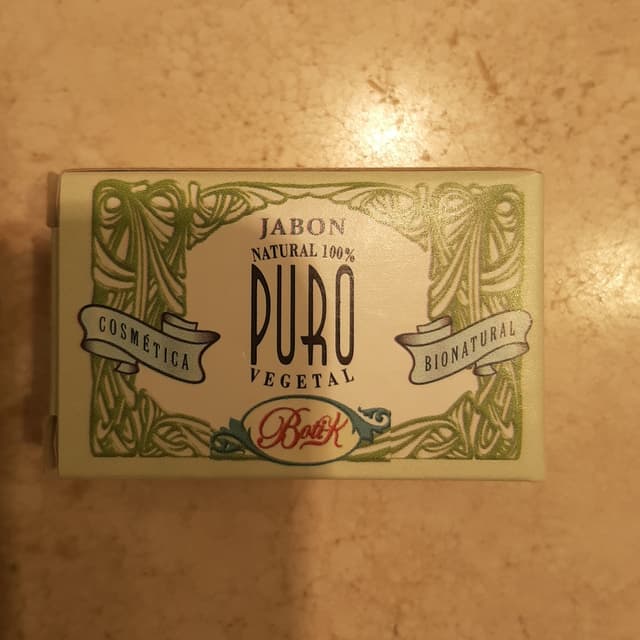 JABON
NATURAL 100%
PURO
VEGETAL
COSMÉTICA
BIONATURAL
BotiK